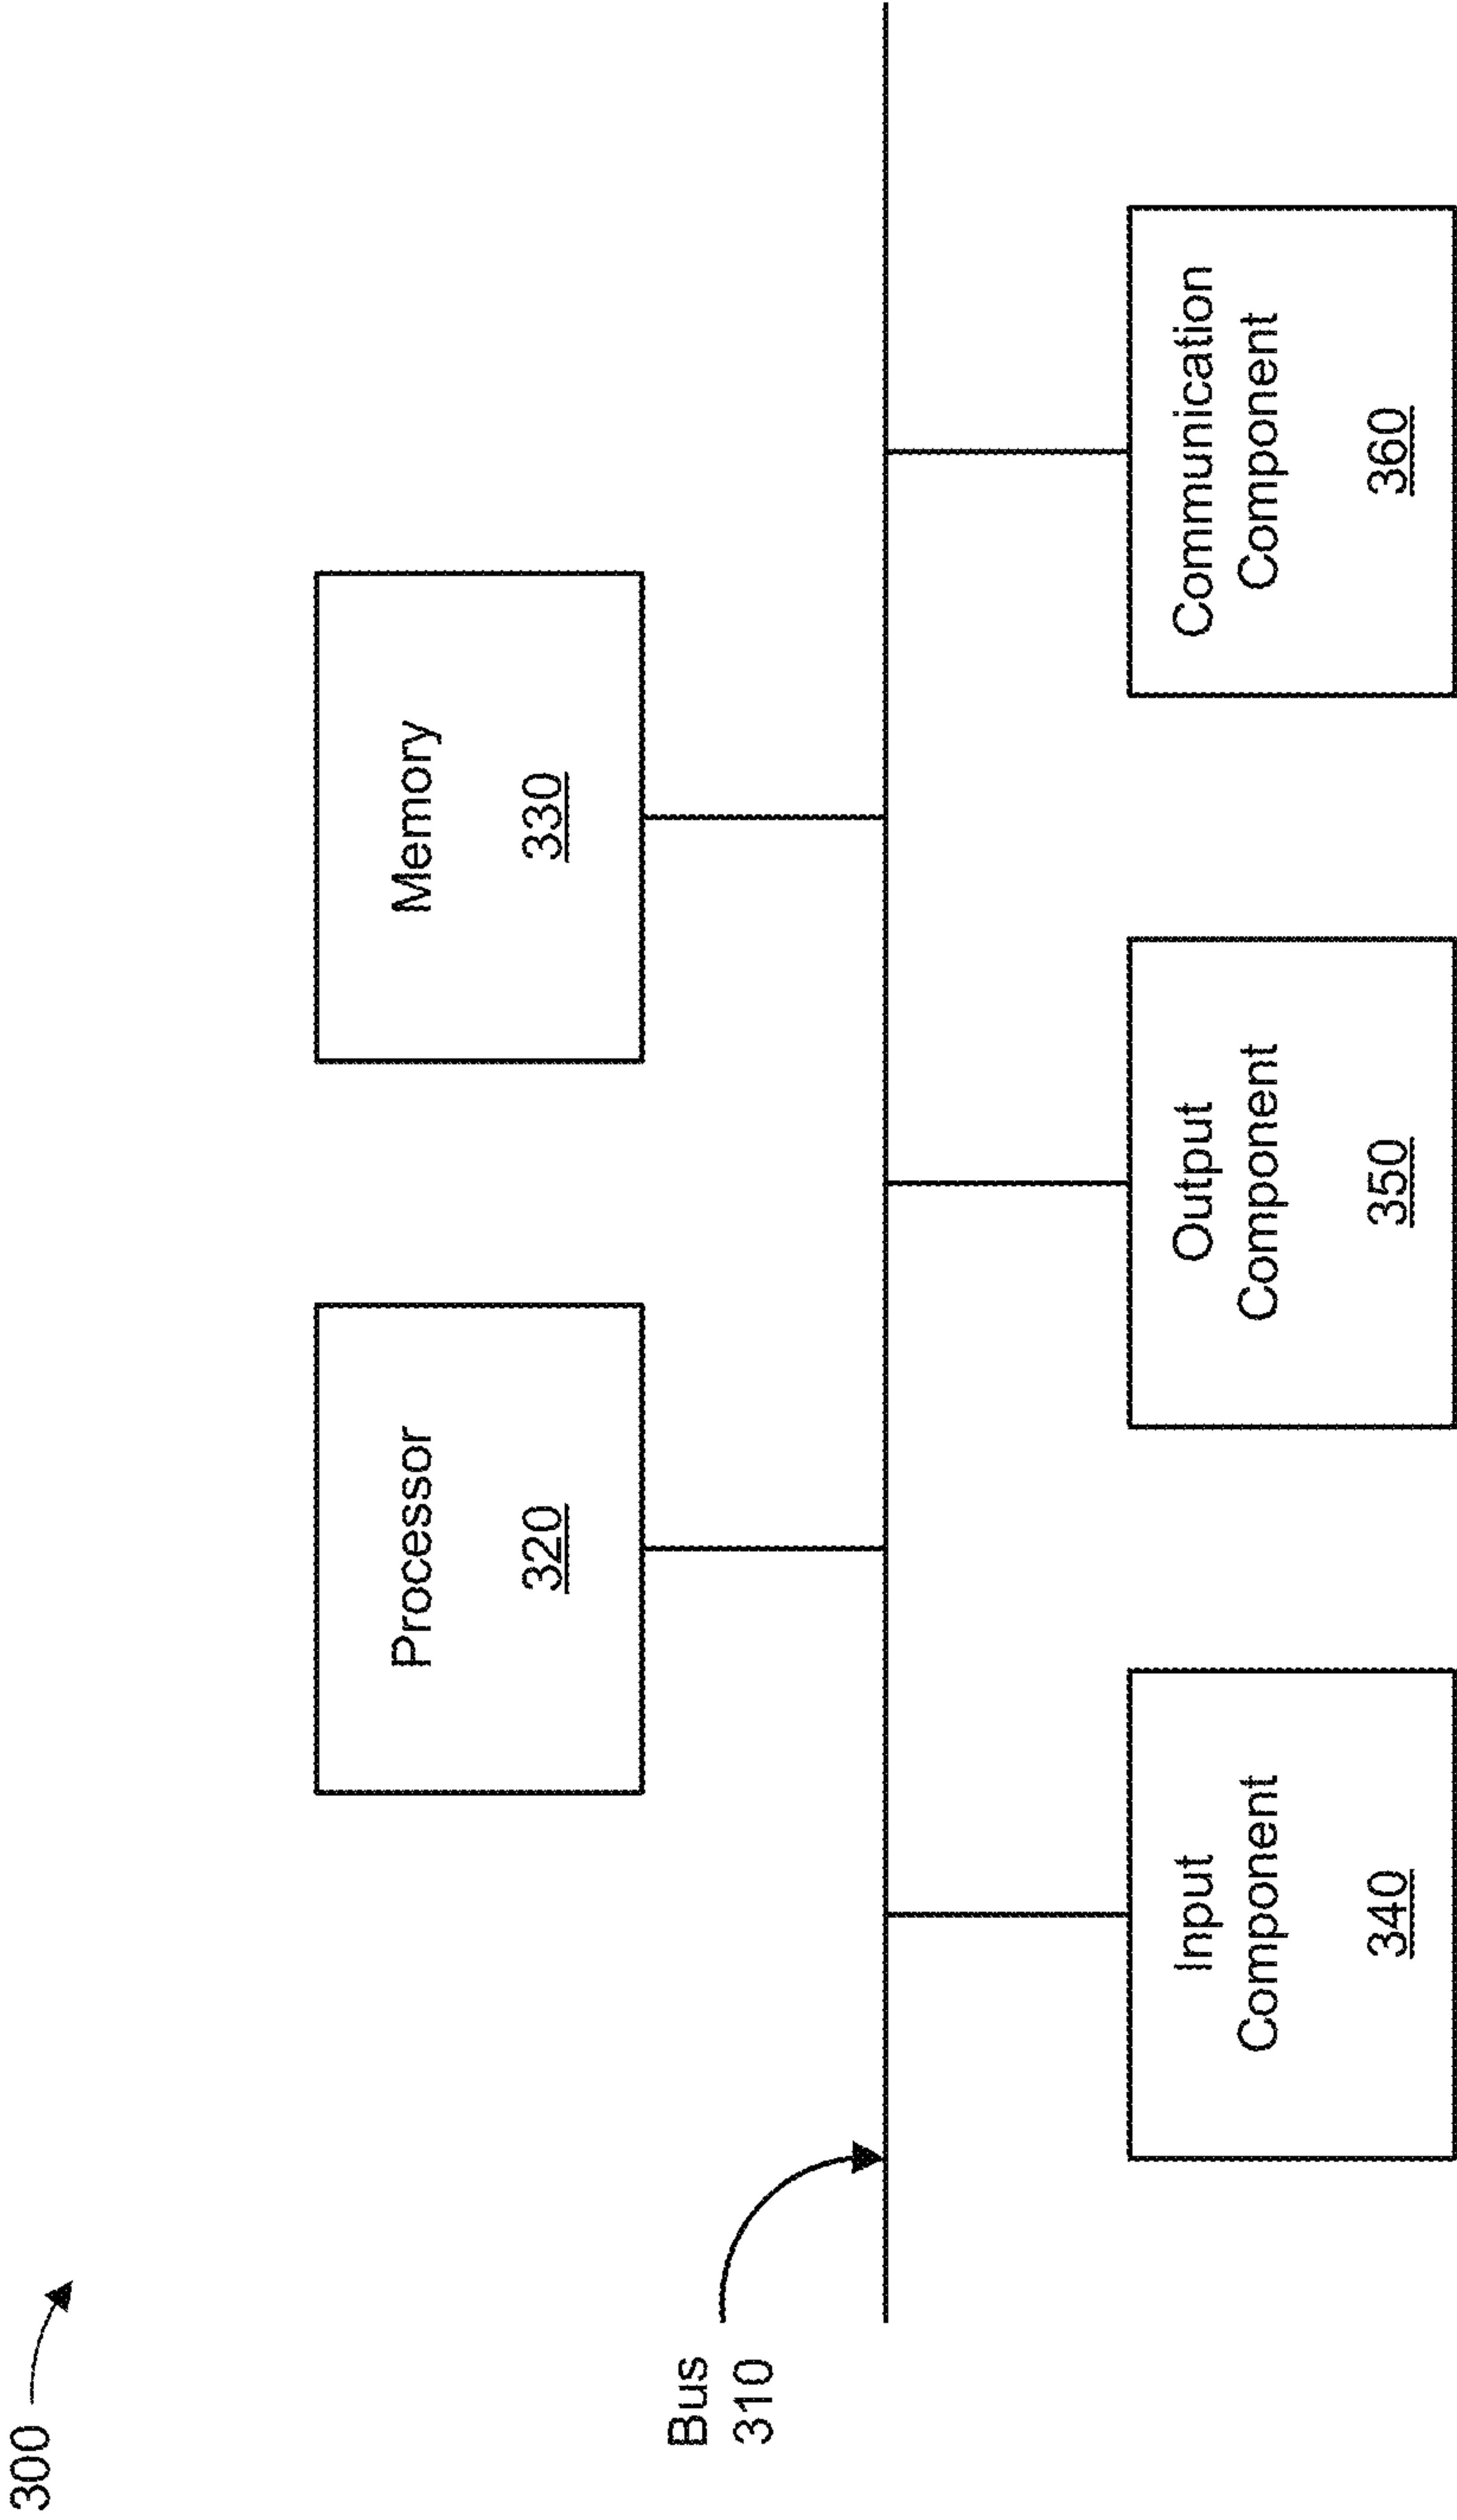 300
Processor
320
Memory
330
Bus
310
Input
Component
340
Output
Component
350
Communication
Component
360